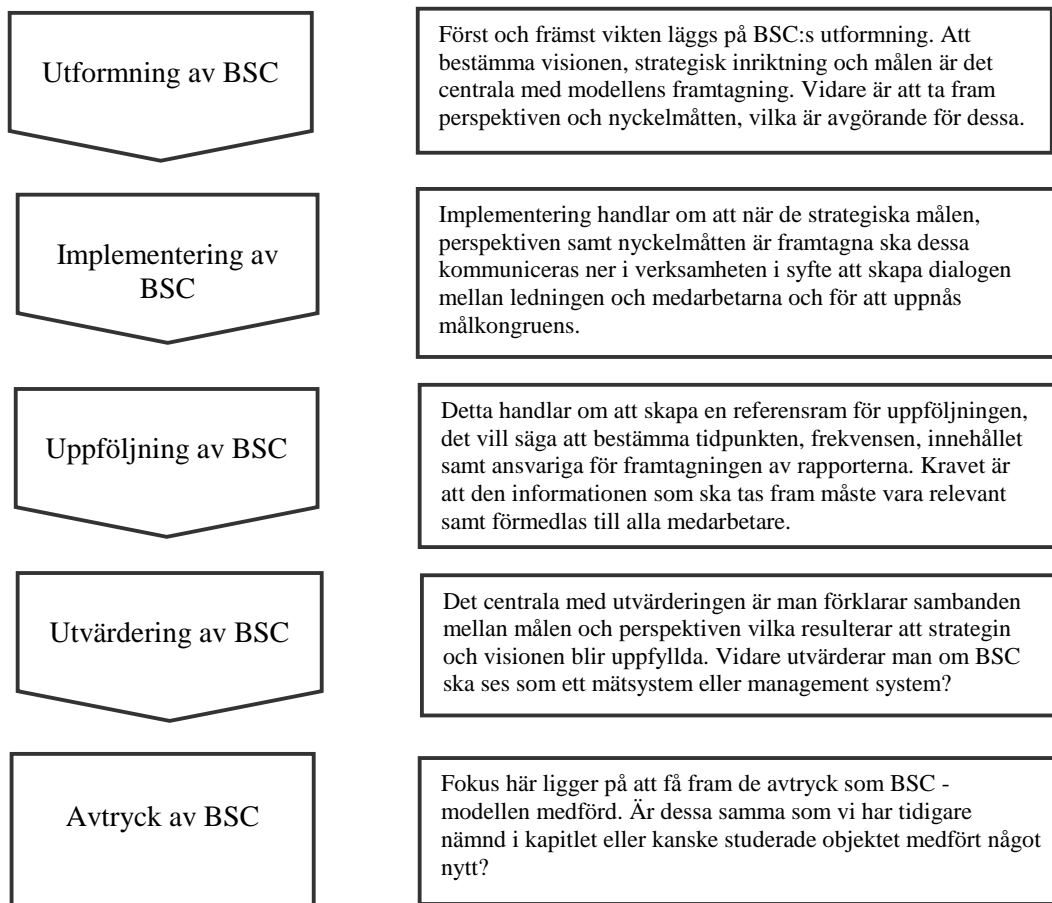 Utformning av BSC
Först och främst vikten läggs på BSC:s utformning. Att
bestämma visionen, strategisk inriktning och målen är det
centrala med modellens framtagning. Vidare är att ta fram
perspektiven och nyckelmåtten, vilka är avgörande för dessa.
Implementering av
BSC
Implementering handlar om att när de strategiska målen,
perspektiven samt nyckelmåtten är framtagna ska dessa
kommuniceras ner i verksamheten i syfte att skapa dialogen
mellan ledningen och medarbetarna och för att uppnås
målkongruens.
Uppföljning av BSC
Detta handlar om att skapa en referensram för uppföljningen,
det vill säga att bestämma tidpunkten, frekvensen, innehållet
samt ansvariga för framtagningen av rapporterna. Kravet är
att den informationen som ska tas fram måste vara relevant
samt förmedlas till alla medarbetare.
Utvärdering av BSC
Det centrala med utvärderingen är man förklarar sambanden
mellan målen och perspektiven vilka resulterar att strategin
och visionen blir uppfyllda. Vidare utvärderar man om BSC
ska ses som ett mätsystem eller management system?
Avtryck av BSC
Fokus här ligger på att få fram de avtryck som BSC -
modellen medförd. Är dessa samma som vi har tidigare
nämnd i kapitlet eller kanske studerade objektet medfört något
nytt?